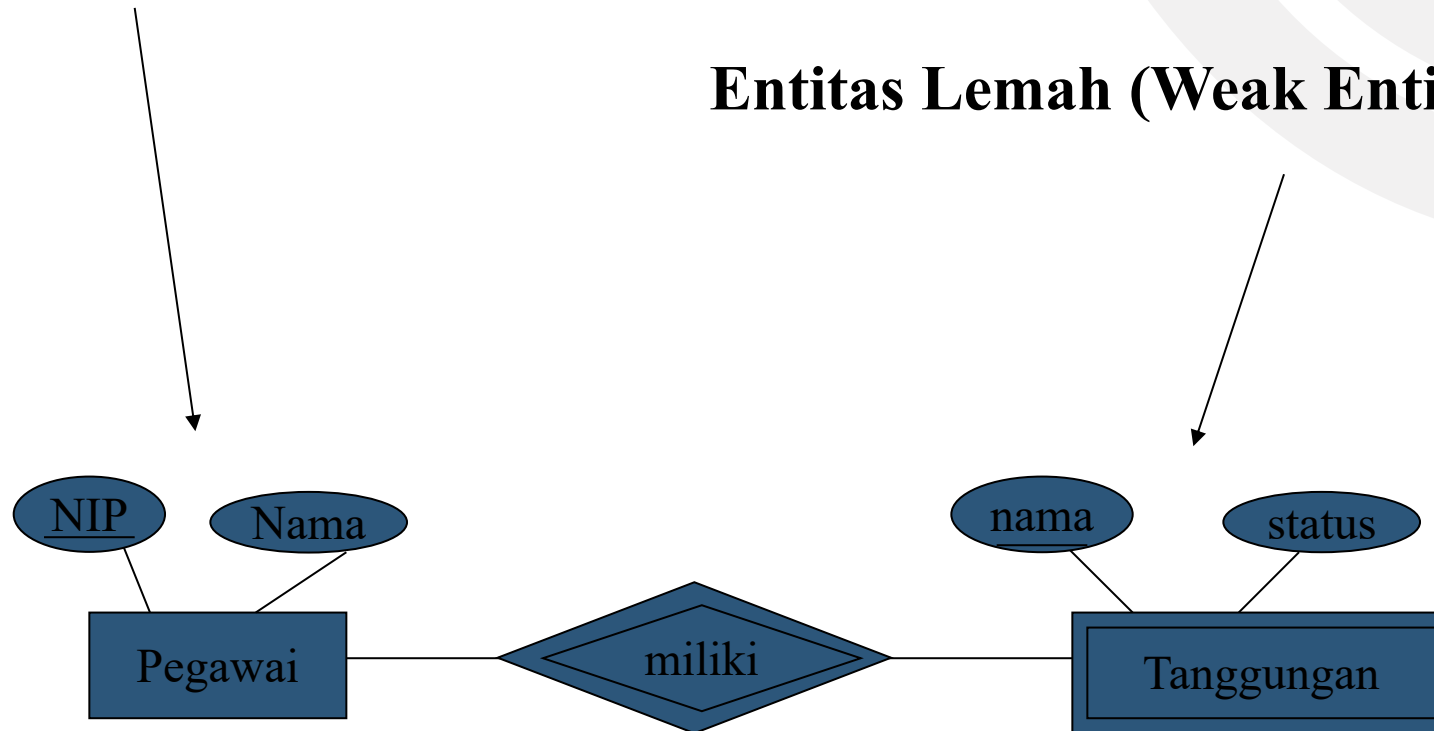 Entitas Lemah (Weak Enti
NIP
Nama
nama
status
Pegawai
miliki
Tanggungan